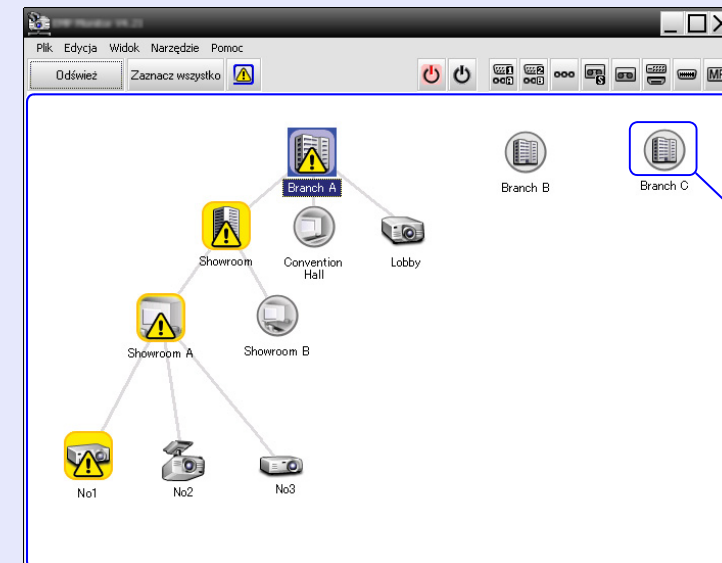 Plik Edycja Widok Narzędzie Pomoc
Odśwież Zaznacz wszystko
Branch A
Branch B
Branch C
Showroom
Convention
Hall
Lobby
Showroom A
Showroom B
No1
No2
No3